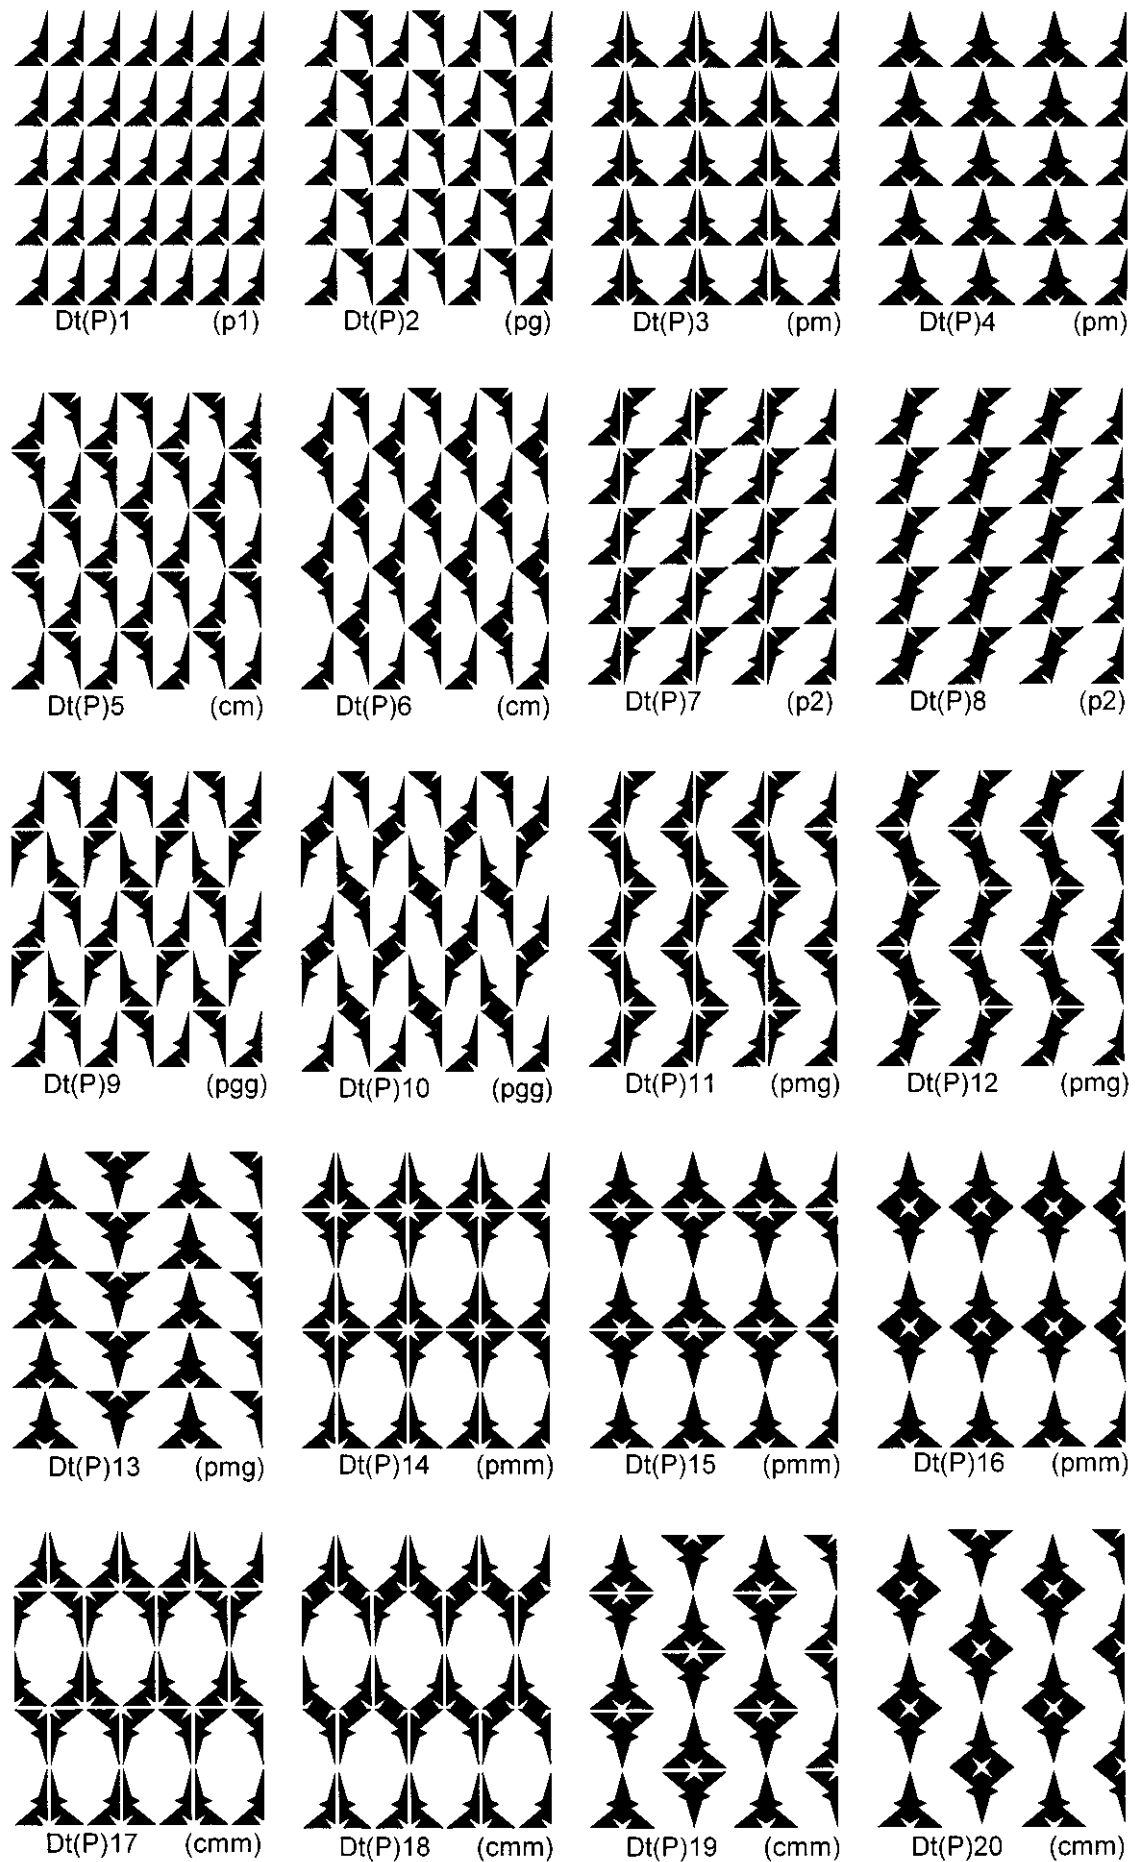 Dt(P)1 (p1) Dt(P)2 (pg) Dt(P)3 (pm) Dt(P)4 (pm)
Dt(P)5 (cm) Dt(P)6 (cm) Dt(P)7 (p2) Dt(P)8 (p2)
Dt(P)9 (pgg) Dt(P)10 (pgg) Dt(P)11 (pmg) Dt(P)12 (pmg)
Dt(P)13 (pmg) Dt(P)14 (pmm) Dt(P)15 (pmm) Dt(P)16 (pmm)
Dt(P)17 (cmm) Dt(P)18 (cmm) Dt(P)19 (cmm) Dt(P)20 (cmm)